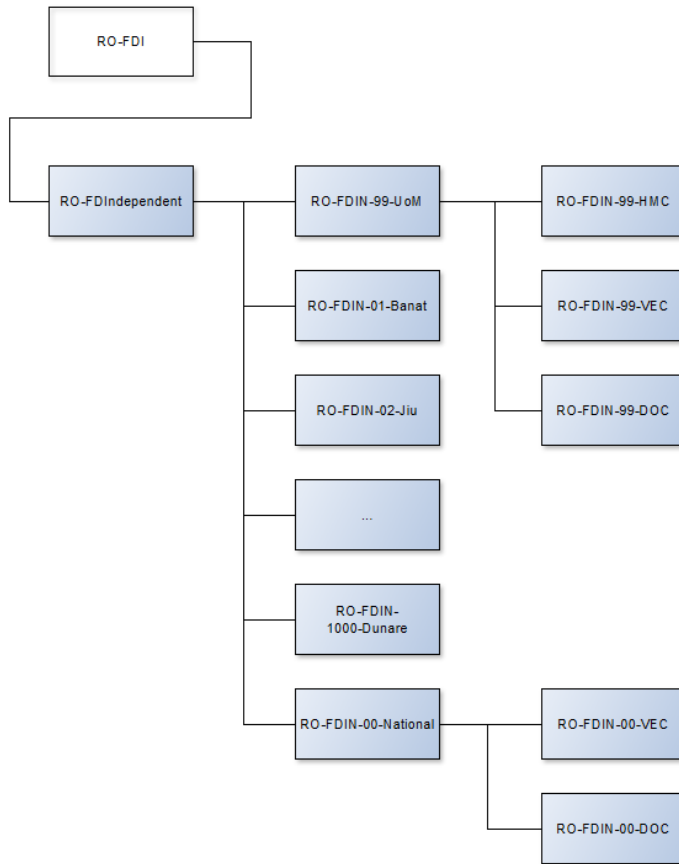 RO-FDI
RO-FDIndependent
RO-FDIN-99-UoM
RO-FDIN-99-HMC
RO-FDIN-01-Banat
RO-FDIN-99-VEC
RO-FDIN-02-Jiu
RO-FDIN-99-DOC
...
RO-FDIN-
1000-Dunare
RO-FDIN-00-National
RO-FDIN-00-VEC
RO-FDIN-00-DOC